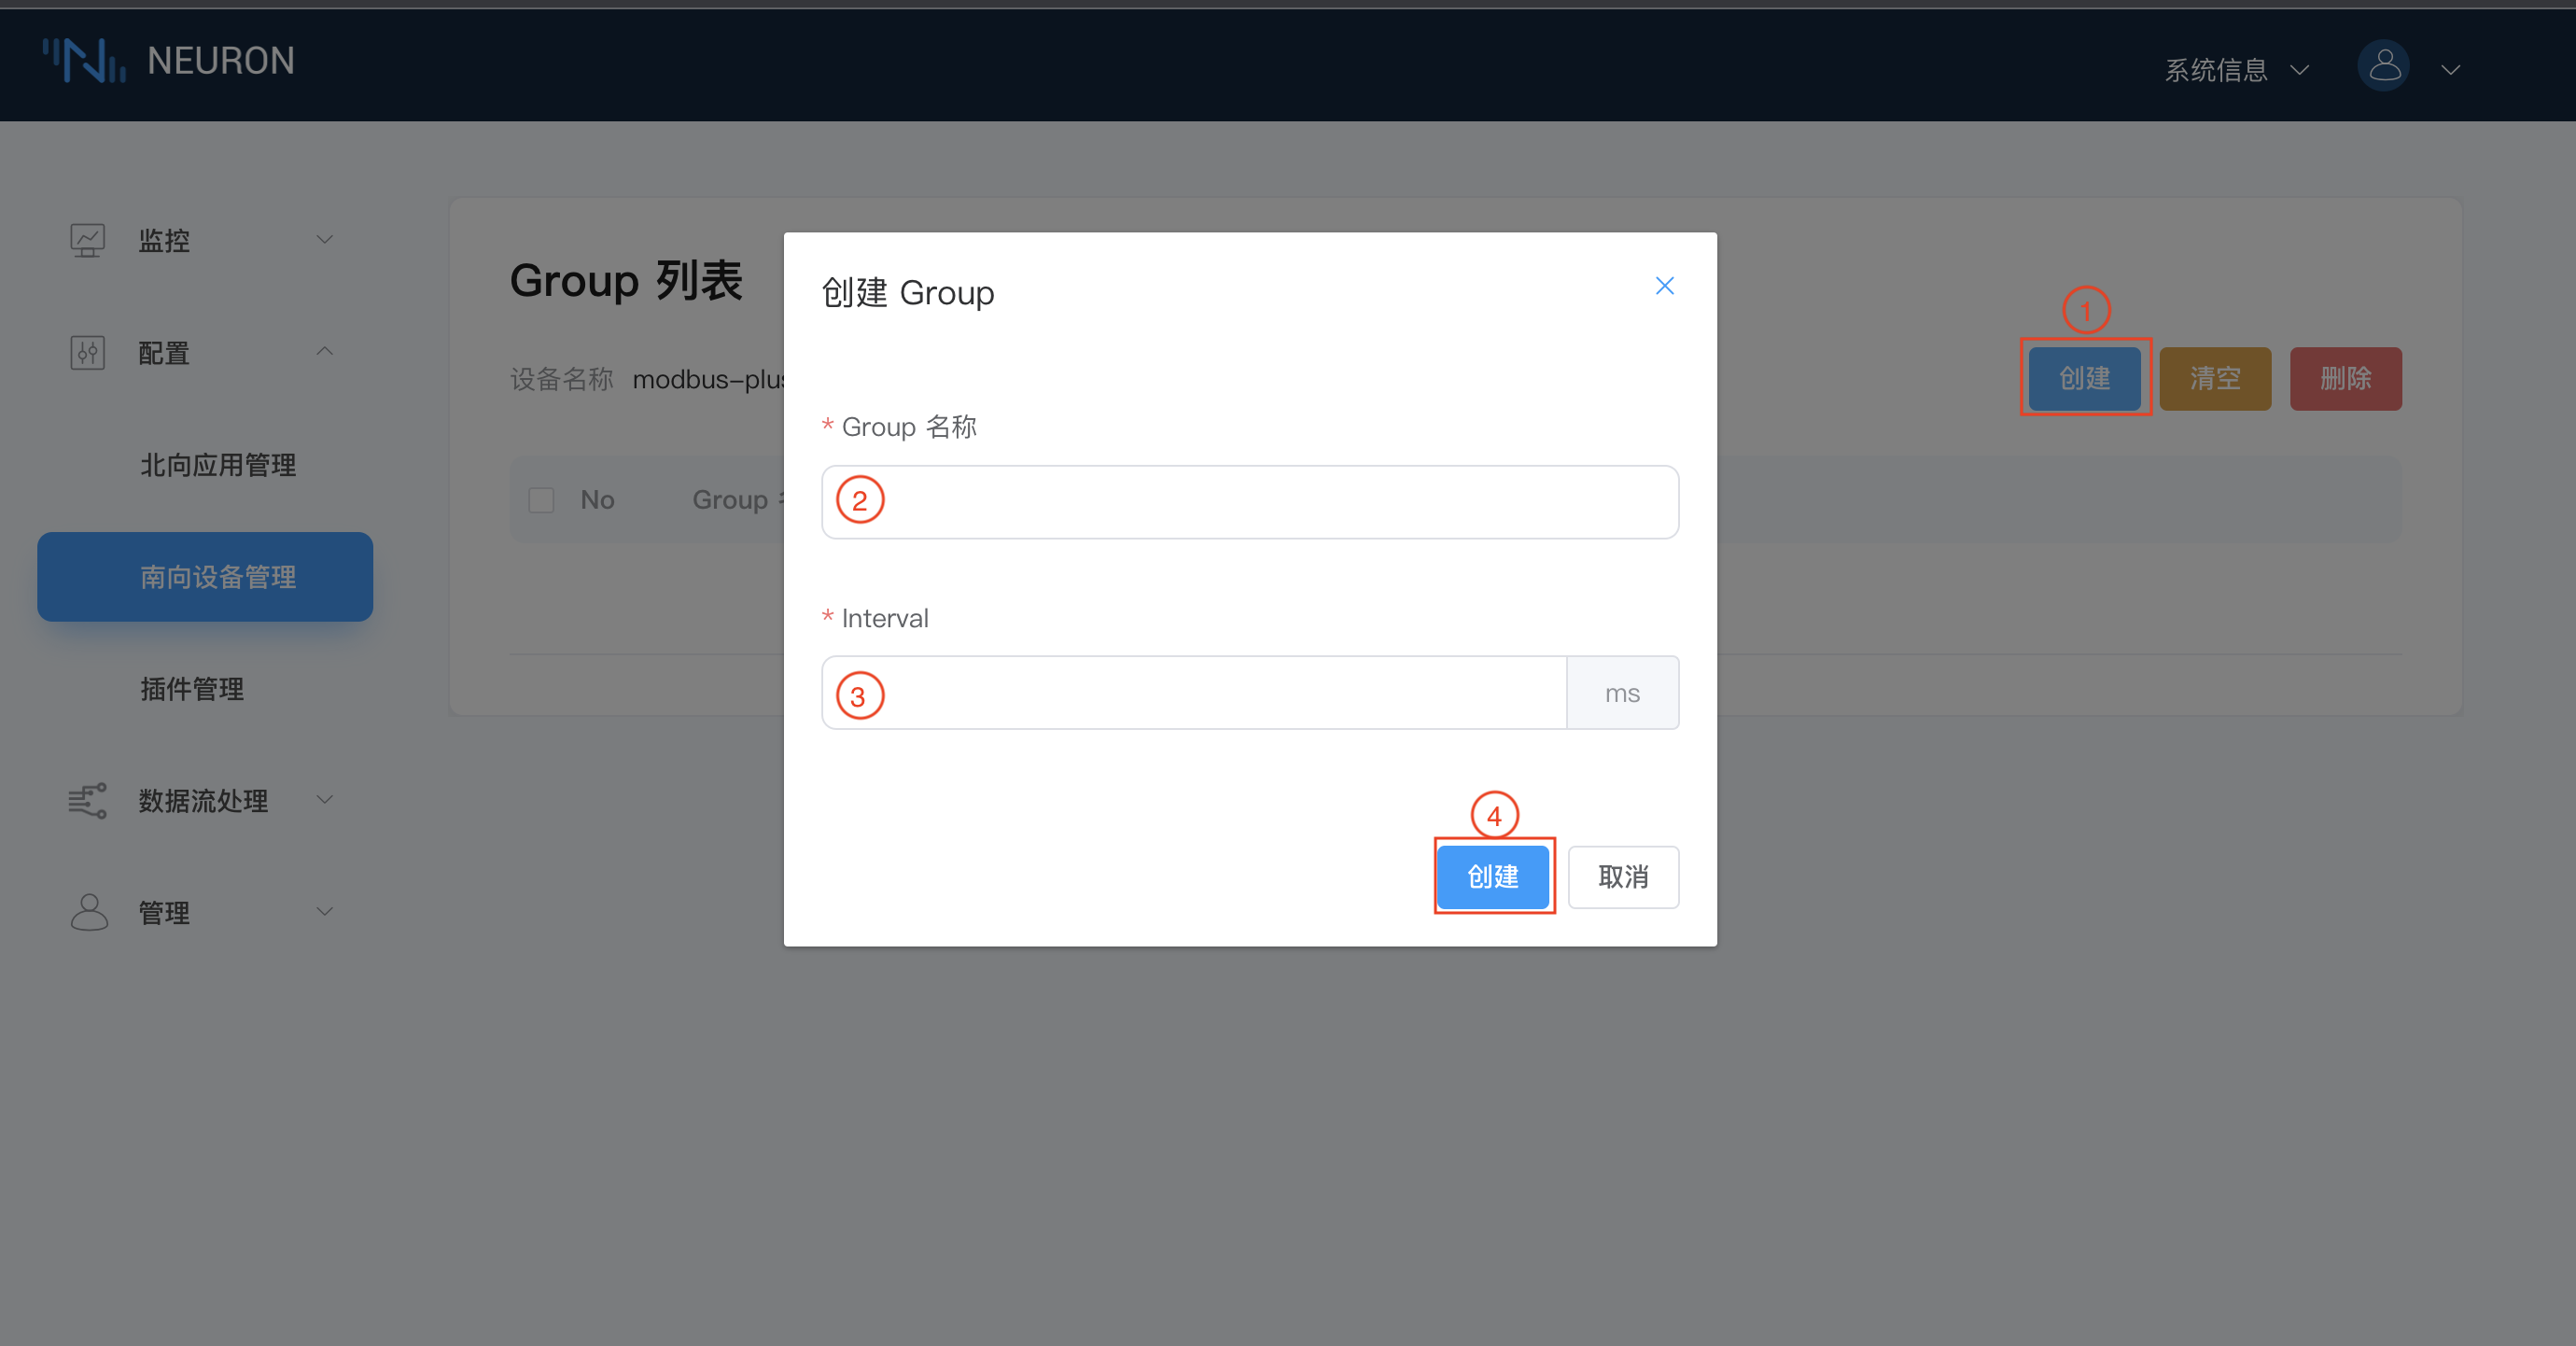 NEURON
系统信息
监控
配置
北向应用管理
南向设备管理
插件管理
数据流处理
管理
Group 列表
设备名称 modbus-plus
1
创建 清空 删除
No Group
创建 Group
* Group 名称
2
* Interval
3 ms
4
创建 取消